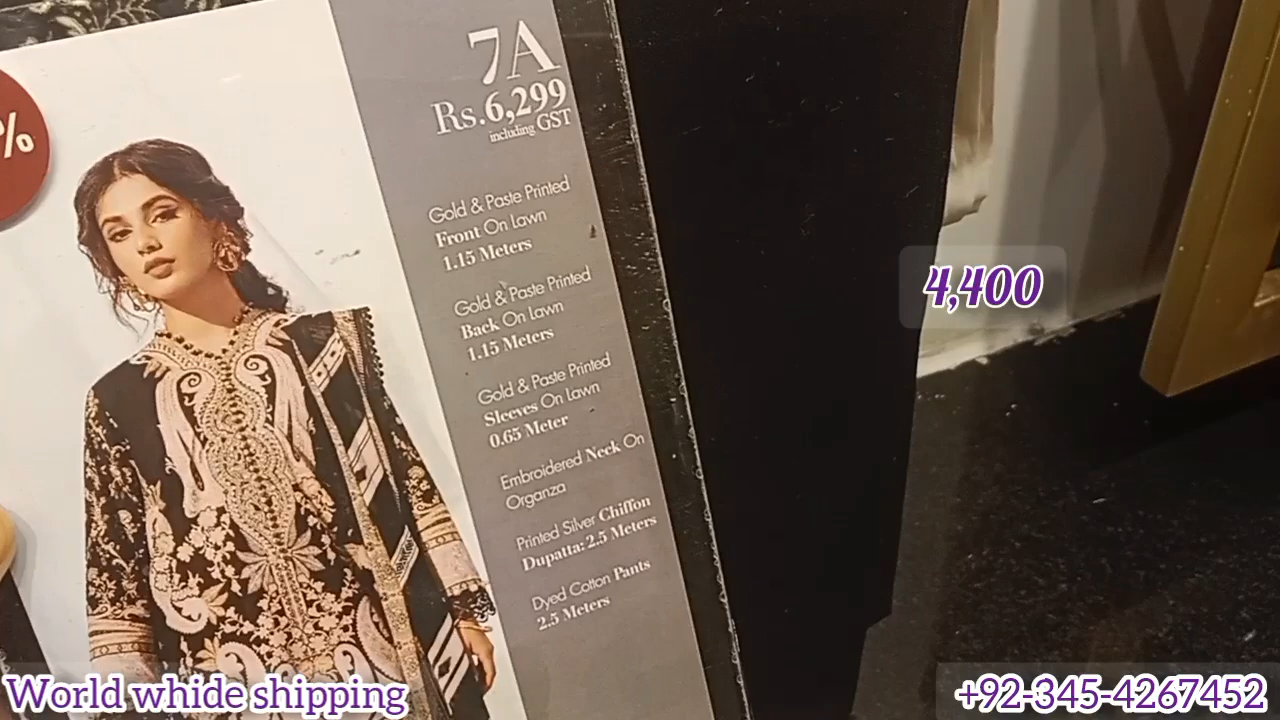 %
7A
Rs.6,299
including GST
Gold & Paste Printed
Front On Lawn
1.15 Meters
Gold & Paste Printed
Back On Lawn
1.15 Meters
Gold & Paste Printed
Sleeves On Lawn
0.65 Meter
Embroidered Neck On
Organza
Printed Silver Chiffon
Dupatta: 2.5 Meters
Dyed Cotton Pants
2.5 Meters
4,400
World whide shipping
+92-345-4267452